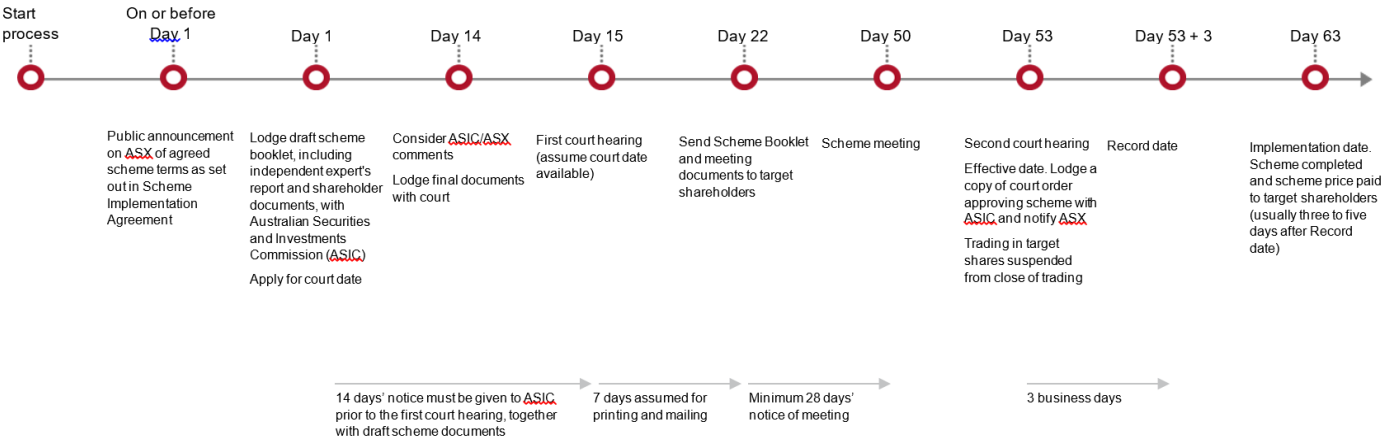 Start
process
On or before
Day 1
Day 1
Day 14
Day 15
Day 22
Day 50
Day 53
Day 53 + 3
Day 63
Public announcement
on ASX of agreed
scheme terms as set
out in Scheme
Implementation
Agreement
Lodge draft scheme
booklet, including
independent expert's
report and shareholder
documents, with
Australian Securities
and Investments
Commission (ASIC)
Apply for court date
Consider ASIC/ASX
comments
Lodge final documents
with court
First court hearing
(assume court date
available)
Send Scheme Booklet
and meeting
documents to target
shareholders
Scheme meeting
Second court hearing
Effective date. Lodge a
copy of court order
approving scheme with
ASIC and notify ASX
Trading in target
shares suspended
from close of trading
Record date
Implementation date.
Scheme completed
and scheme price paid
to target shareholders
(usually three to five
days after Record
date)
14 days' notice must be given to ASIC
prior to the first court hearing, together
with draft scheme documents
7 days assumed for
printing and mailing
Minimum 28 days'
notice of meeting
3 business days